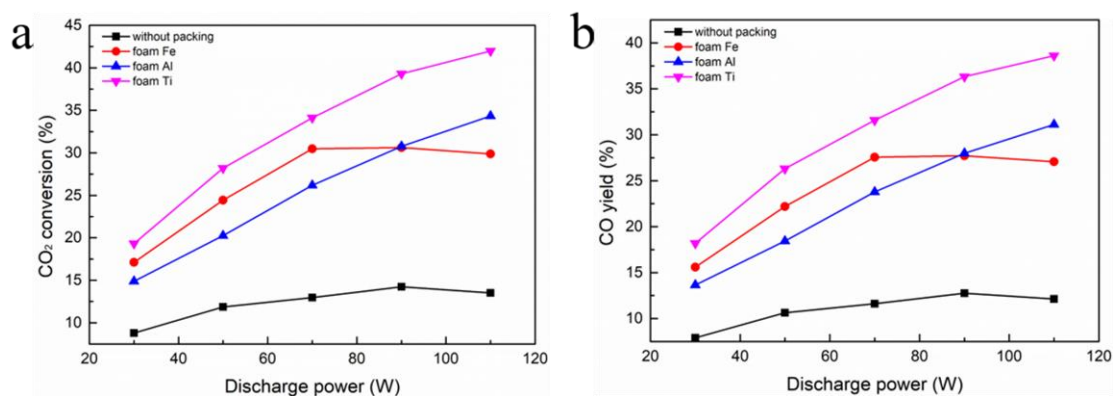 a
without packing
foam Fe
foam Al
foam Ti
45
40
35
30
25
20
15
10
CO₂ conversion (%)
20 40 60 80 100 120
Discharge power (W)
b
without packing
foam Fe
foam Al
foam Ti
40
35
30
25
20
15
10
CO yield (%)
20 40 60 80 100 120
Discharge power (W)